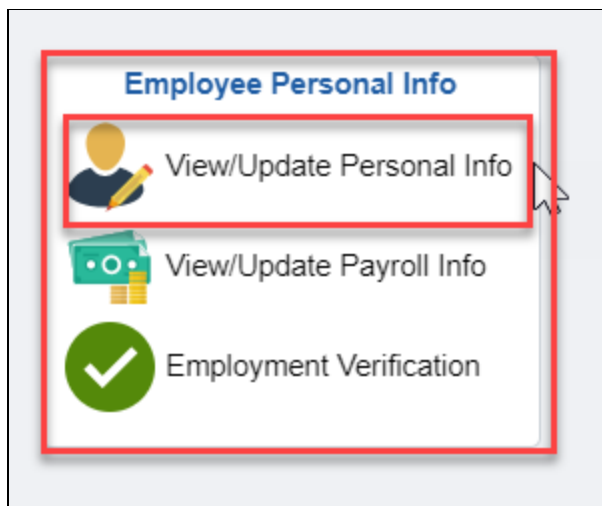 Employee Personal Info
View/Update Personal Info
View/Update Payroll Info
Employment Verification